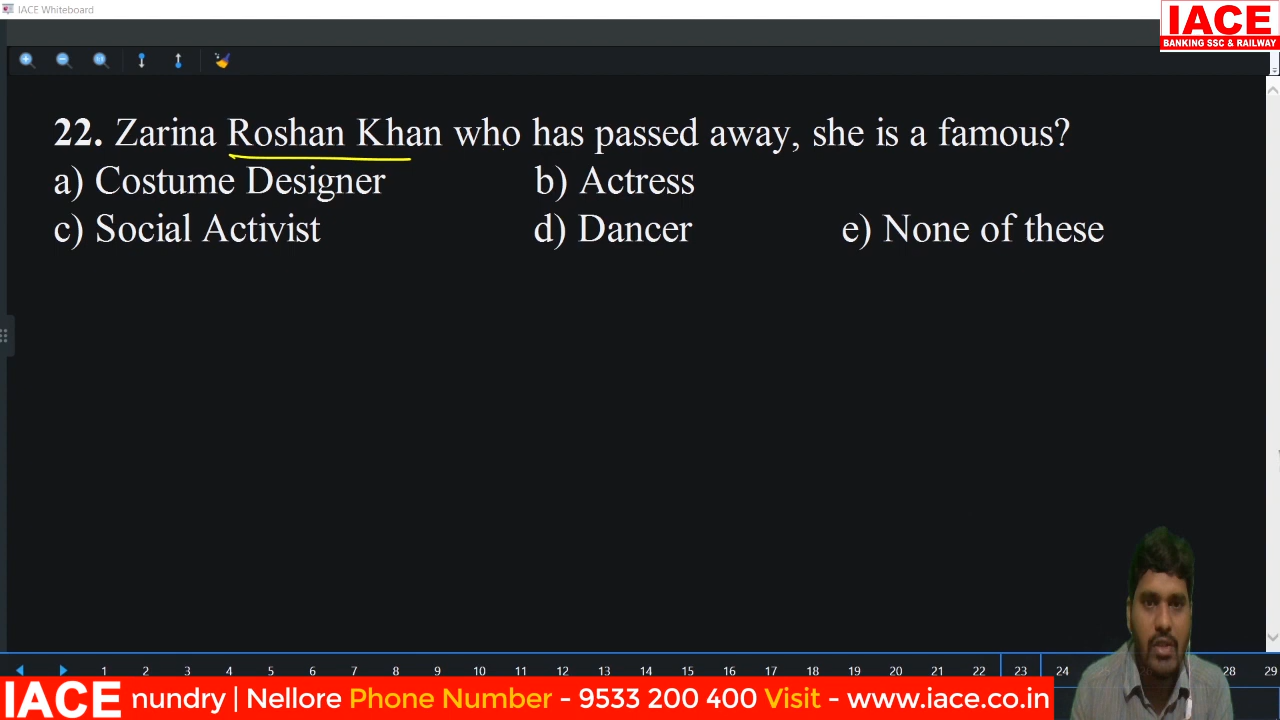 IACE Whiteboard
IACE
BANKING SSC & RAILWAY
22. Zarina Roshan Khan who has passed away, she is a famous?
a) Costume Designer b) Actress
c) Social Activist d) Dancer e) None of these
1 2 3 4 5 6 7 8 9 10 11 12 13 14 15 16 17 18 19 20 21 22 23 24 28 29
IACE nundry | Nellore Phone Number - 9533 200 400 Visit - www.iace.co.in